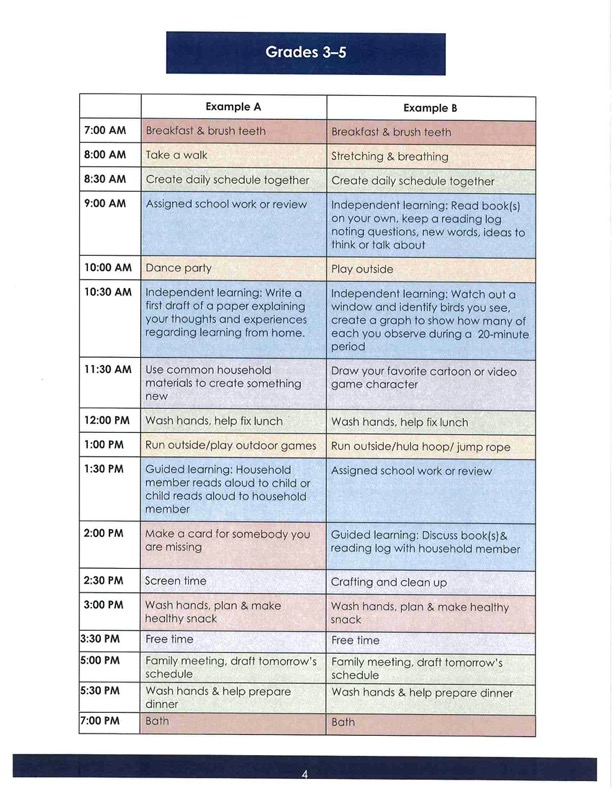 Grades 3–5
Example A Example B
7:00 AM Breakfast & brush teeth Breakfast & brush teeth
8:00 AM Take a walk Stretching & breathing
8:30 AM Create daily schedule together Create daily schedule together
9:00 AM Assigned school work or review Independent learning: Read book(s)
on your own, keep a reading log
noting questions, new words, ideas to
think or talk about
10:00 AM Dance party Play outside
10:30 AM Independent learning: Write a
first draft of a paper explaining
your thoughts and experiences
regarding learning from home.
Independent learning: Watch out a
window and identify birds you see,
create a graph to show how many of
each you observe during a 20-minute
period
11:30 AM Use common household
materials to create something
new
Draw your favorite cartoon or video
game character
12:00 PM Wash hands, help fix lunch Wash hands, help fix lunch
1:00 PM Run outside/play outdoor games Run outside/hula hoop/ jump rope
1:30 PM Guided learning: Household
member reads aloud to child or
child reads aloud to household
member
Assigned school work or review
2:00 PM Make a card for somebody you
are missing
Guided learning: Discuss book(s)&
reading log with household member
2:30 PM Screen time Crafting and clean up
3:00 PM Wash hands, plan & make
healthy snack
Wash hands, plan & make healthy
snack
3:30 PM Free time Free time
5:00 PM Family meeting, draft tomorrow's
schedule
Family meeting, draft tomorrow's
schedule
5:30 PM Wash hands & help prepare
dinner
Wash hands & help prepare dinner
7:00 PM Bath Bath
4